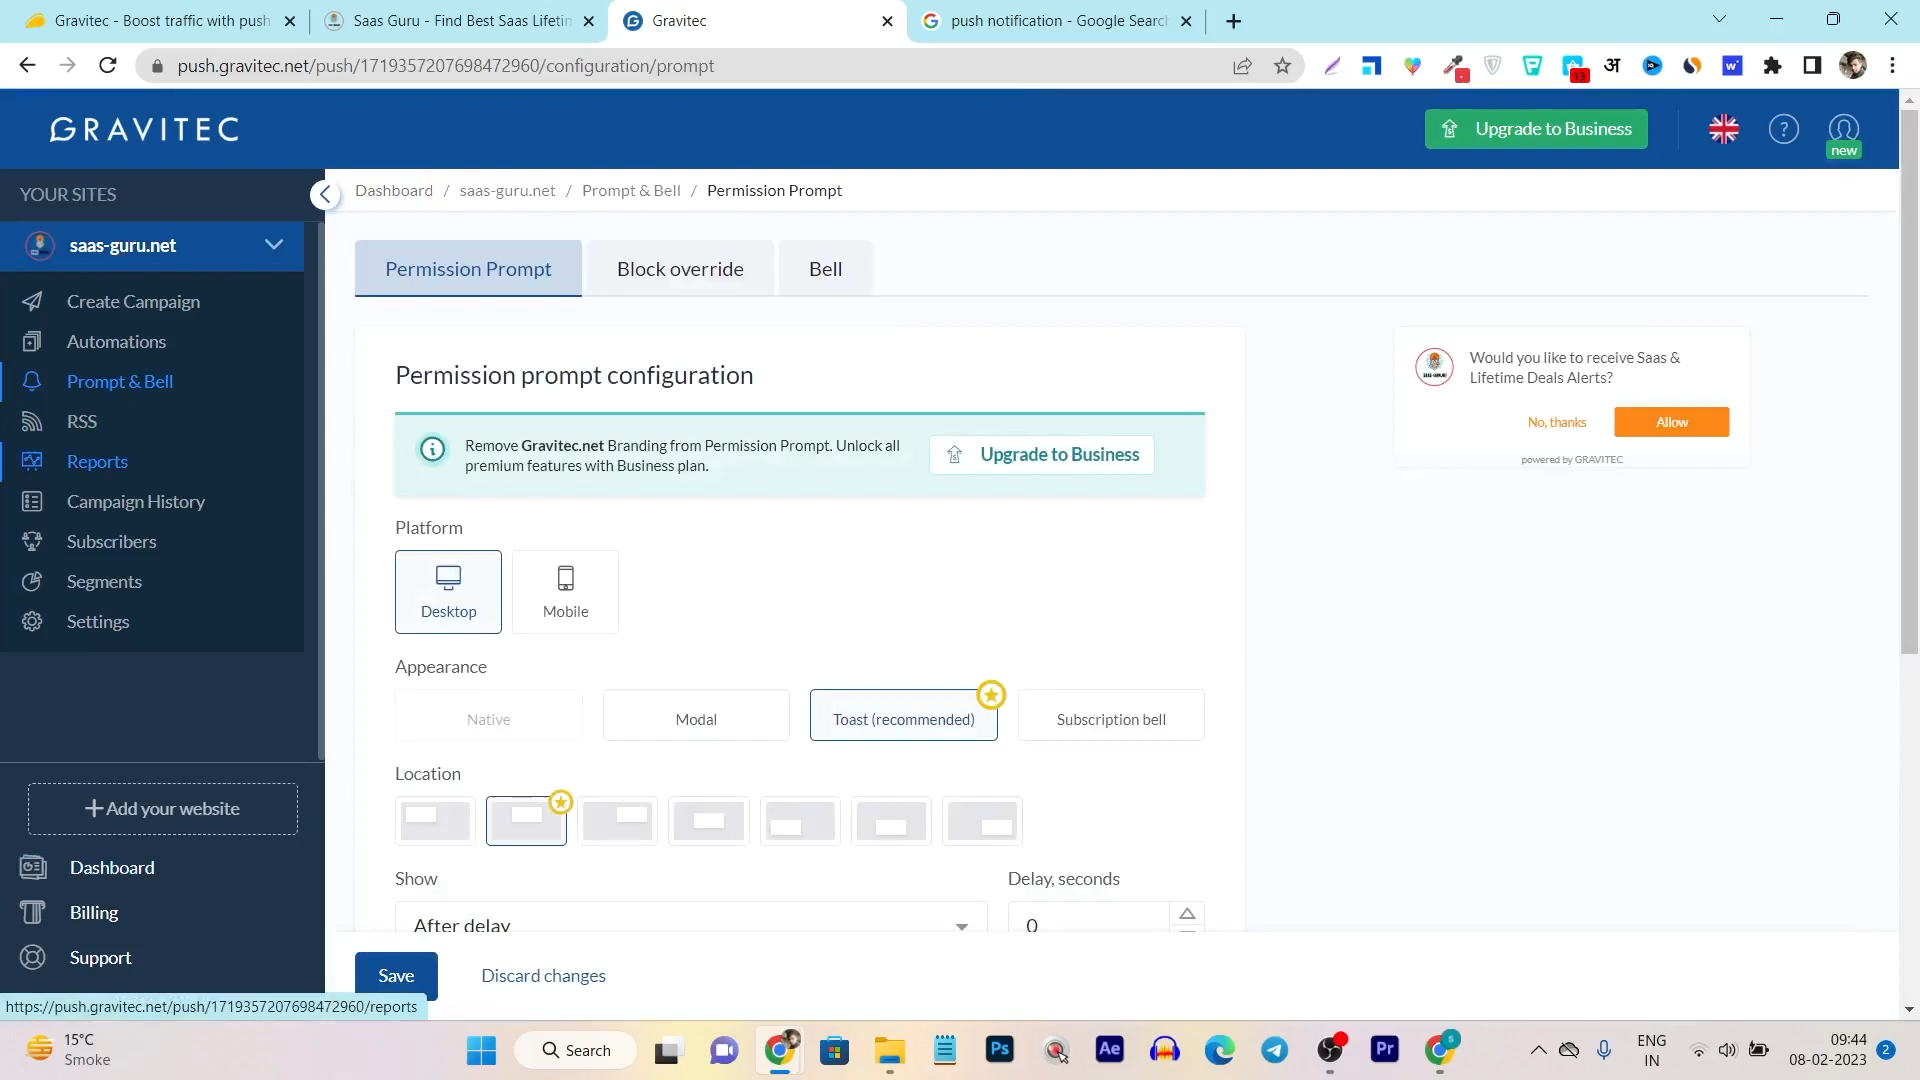 Gravitec - Boost traffic with push
Saas Guru - Find Best Saas Lifetim
Gravitec
push notification - Google Search
push.gravitec.net/push/1719357207698472960/configuration/prompt
GRAVITEC
Upgrade to Business
?
new
YOUR SITES
Dashboard / saas-guru.net / Prompt & Bell / Permission Prompt
saas-guru.net
Create Campaign
Automations
Prompt & Bell
RSS
Reports
Campaign History
Subscribers
Segments
Settings
+Add your website
Dashboard
Billing
Support
https://push.gravitec.net/push/1719357207698472960/reports
Permission Prompt
Block override
Bell
Permission prompt configuration
Remove Gravitec.net Branding from Permission Prompt. Unlock all
premium features with Business plan.
Upgrade to Business
Platform
Desktop
Mobile
Appearance
Native
Modal
Toast (recommended)
Subscription bell
Location
Show
Delay, seconds
After delay
0
Save
Discard changes
Would you like to receive Saas &
Lifetime Deals Alerts?
No, thanks
Allow
powered by GRAVITEC
15°C
Smoke
Search
Ps
Ae
Pr
ENG
IN
09:44
08-02-2023
2